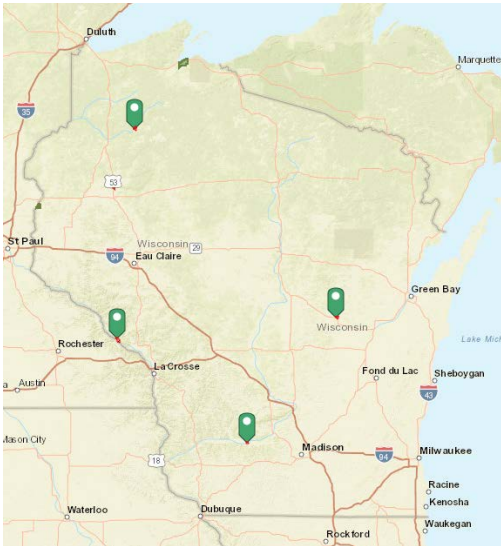 Duluth
Marquette
35
53
St Paul
Wisconsin
29
94
Eau Claire
Green Bay
Wisconsin
Rochester
Lake Mich
La Crosse
Fond du Lac
Sheboygan
a
Austin
43
Mason City
18
Madison
94
Milwaukee
Racine
Waterloo
Dubuque
Kenosha
Waukegan
Rockford